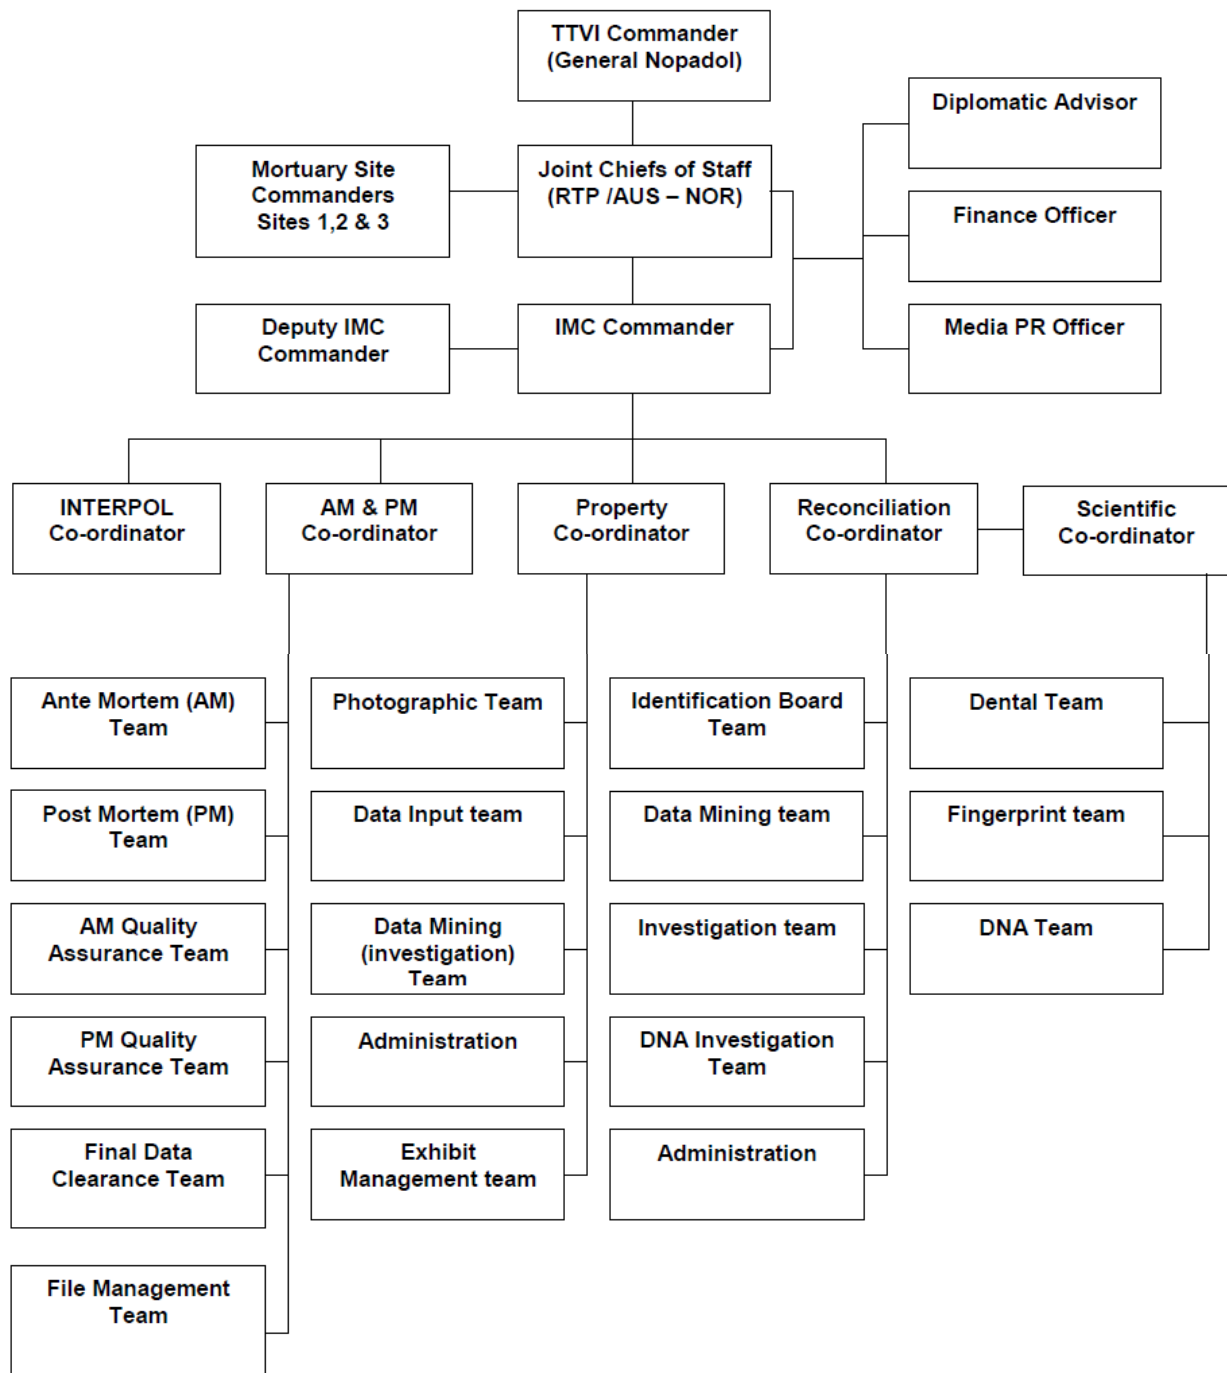 TTVI Commander
(General Nopadol)
Diplomatic Advisor
Mortuary Site
Commanders
Sites 1,2 & 3
Joint Chiefs of Staff
(RTP /AUS – NOR)
Finance Officer
Deputy IMC
Commander
IMC Commander
Media PR Officer
INTERPOL
Co-ordinator
AM & PM
Co-ordinator
Property
Co-ordinator
Reconciliation
Co-ordinator
Scientific
Co-ordinator
Ante Mortem (AM)
Team
Post Mortem (PM)
Team
AM Quality
Assurance Team
PM Quality
Assurance Team
Final Data
Clearance Team
File Management
Team
Photographic Team
Data Input team
Data Mining
(investigation)
Team
Administration
Exhibit
Management team
Identification Board
Team
Data Mining team
Investigation team
DNA Investigation
Team
Administration
Dental Team
Fingerprint team
DNA Team